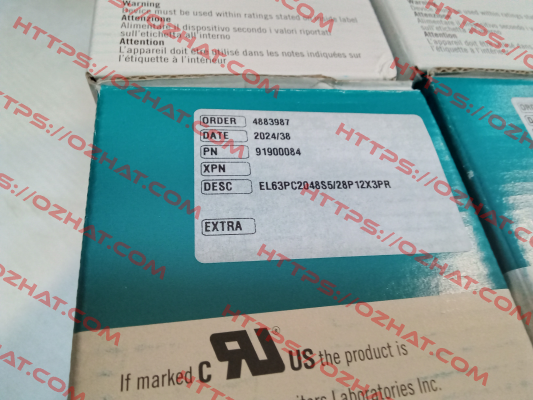 Warning
Device must be used within ratings stated on inside label
Attenzione
Alimentare il dispositivo secondo i valori riportati
sull'etichetta all'interno
Attention
L'appareil doit être utilisé dans les notes indiquées sur
l'étiquette à l'intérieur
ORDER 4883987
DATE 2024/38
PN 91900084
XPN
DESC EL63PC2048S5/28P12X3PR
EXTRA
If marked C UR ® US the product is
Laboratories Inc.
HTTPS://OZHAT.COM